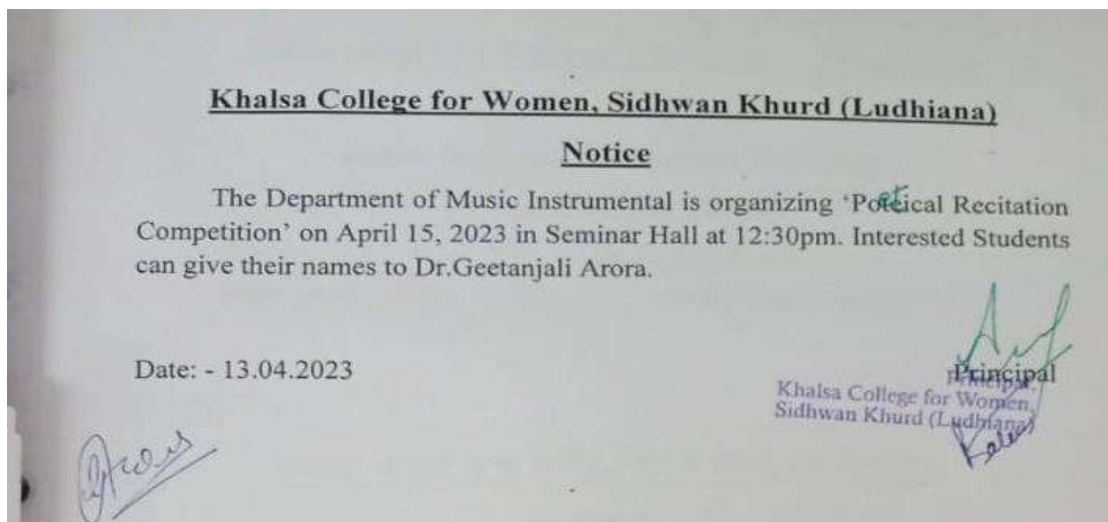 Khalsa College for Women, Sidhwan Khurd (Ludhiana)
Notice
The Department of Music Instrumental is organizing 'Poetical Recitation
Competition' on April 15, 2023 in Seminar Hall at 12:30pm. Interested Students
can give their names to Dr.Geetanjali Arora.
Date: - 13.04.2023
Principal
Principal,
Khalsa College for Women,
Sidhwan Khurd (Ludhiana)